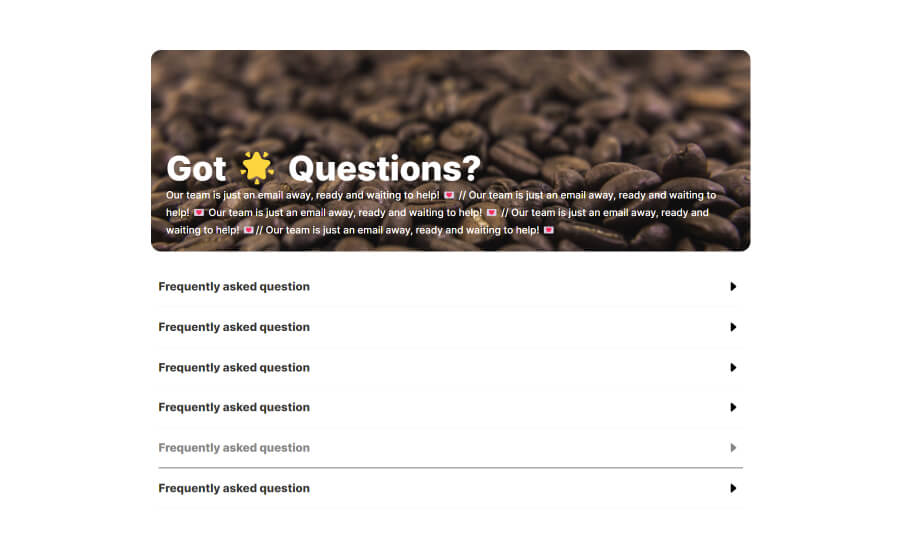 Got 🌟 Questions?
Our team is just an email away, ready and waiting to help! 💌 // Our team is just an email away, ready and waiting to
help! 💌 Our team is just an email away, ready and waiting to help! 💌 // Our team is just an email away, ready and
waiting to help! 💌 // Our team is just an email away, ready and waiting to help! 💌
Frequently asked question
Frequently asked question
Frequently asked question
Frequently asked question
Frequently asked question
Frequently asked question